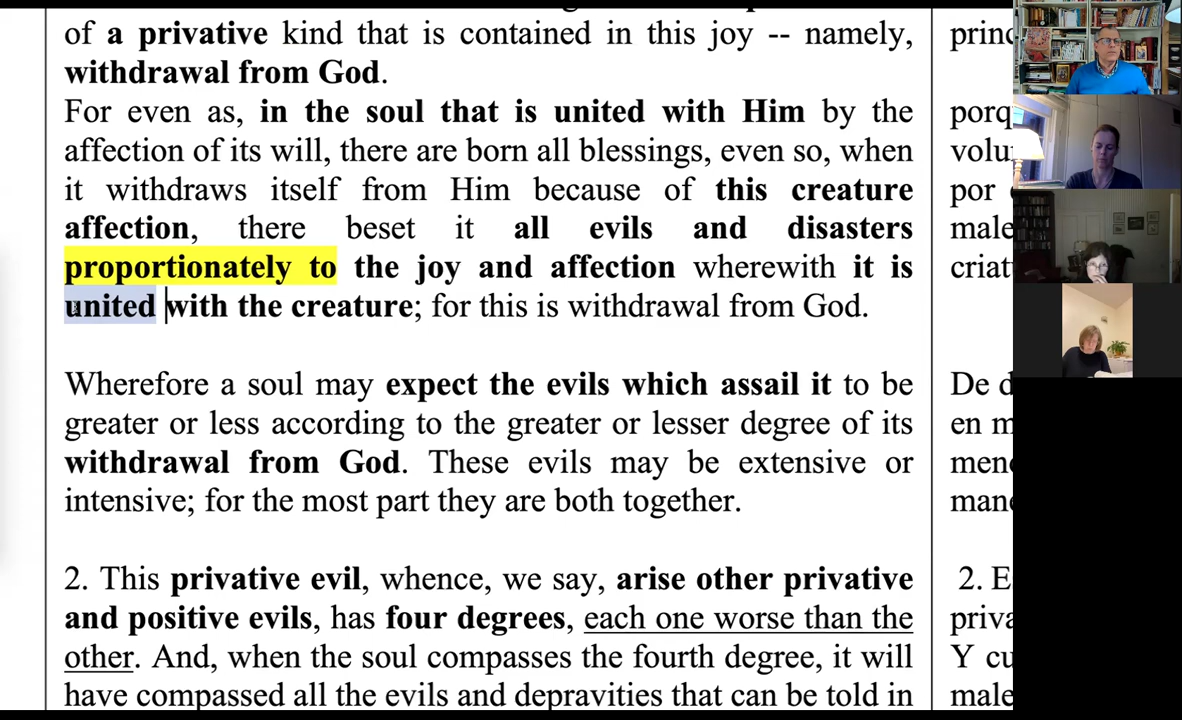 of a privative kind that is contained in this joy -- namely,
withdrawal from God.
For even as, in the soul that is united with Him by the
affection of its will, there are born all blessings, even so, when
it withdraws itself from Him because of this creature
affection, there beset it all evils and disasters
proportionately to the joy and affection wherewith it is
united with the creature; for this is withdrawal from God.
Wherefore a soul may expect the evils which assail it to be
greater or less according to the greater or lesser degree of its
withdrawal from God. These evils may be extensive or
intensive; for the most part they are both together.
2. This privative evil, whence, we say, arise other privative
and positive evils, has four degrees, each one worse than the
other. And, when the soul compasses the fourth degree, it will
have compassed all the evils and depravities that can be told in
princ
porq
volu
por
male
criat
De d
en m
meno
mane
2. E
priva
Y cu
male